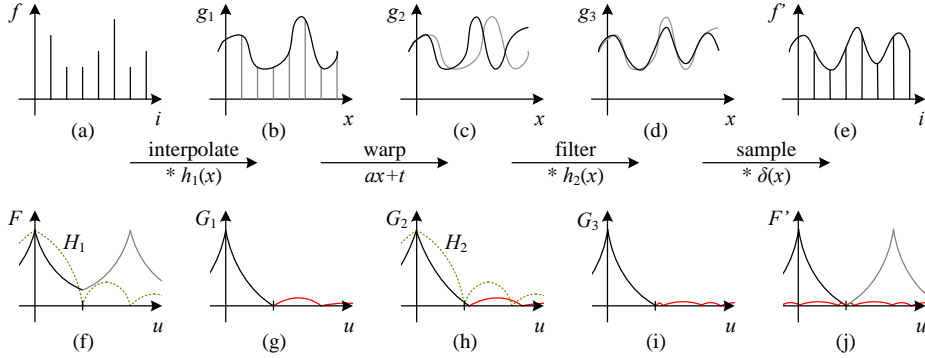 f g₁ g₂ g₃ f’
i x x x i
(a) (b) (c) (d) (e)
interpolate warp filter sample
* h₁(x) ax+t * h₂(x) * δ(x)
F H₁ G₁ G₂ H₂ G₃ F’
u u u u u
(f) (g) (h) (i) (j)